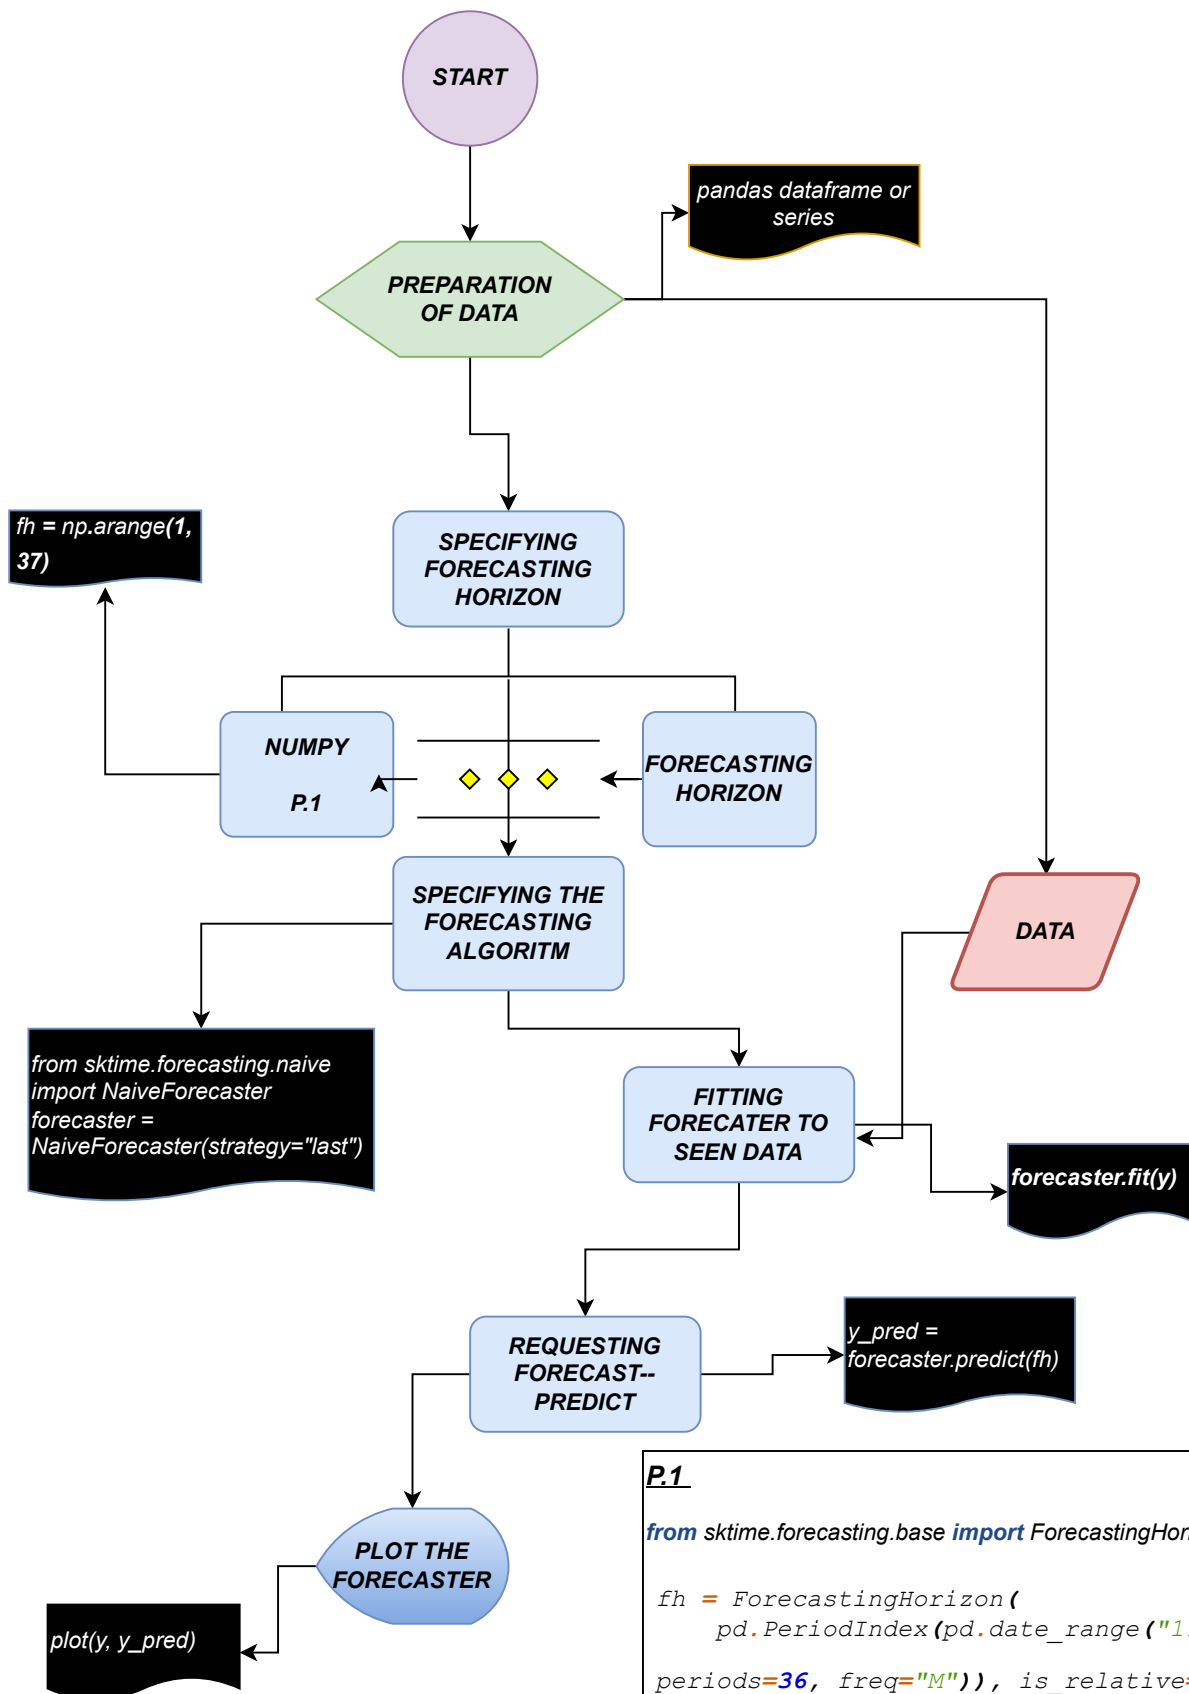 START
pandas dataframe or
series
PREPARATION
OF DATA
fh = np.arange(1,
37)
SPECIFYING
FORECASTING
HORIZON
NUMPY
P.1
FORECASTING
HORIZON
SPECIFYING THE
FORECASTING
ALGORITM
DATA
from sktime.forecasting.naive
import NaiveForecaster
forecaster =
NaiveForecaster(strategy="last")
FITTING
FORECATER TO
SEEN DATA
forecaster.fit(y)
REQUESTING
FORECAST--
PREDICT
y_pred =
forecaster.predict(fh)
PLOT THE
FORECASTER
plot(y, y_pred)
P.1
from sktime.forecasting.base import
fh = ForecastingHorizon(
pd.PeriodIndex(pd.date_range("1
periods=36, freq="M")), is_relative=